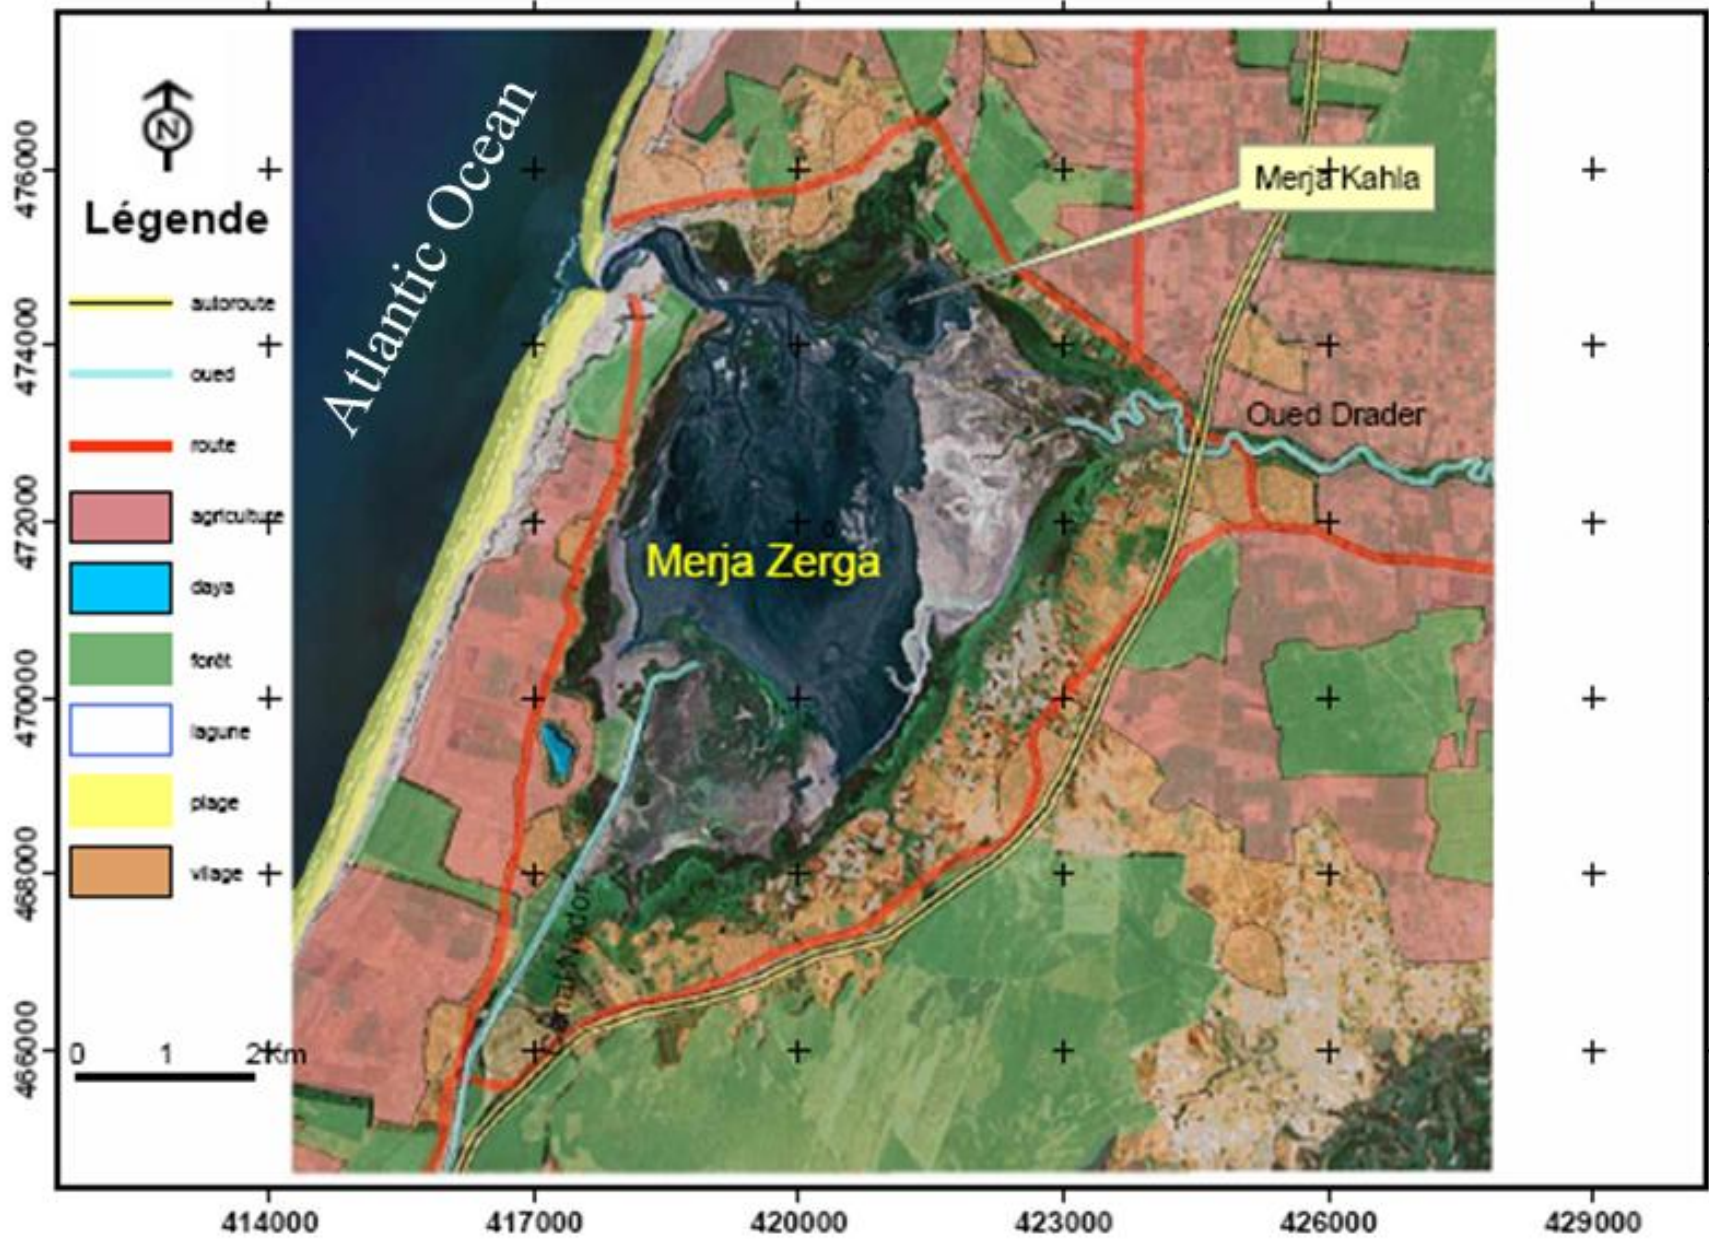 N
Légende
autoroute
oued
route
agriculture
daya
forêt
lagune
plage
vilage
0 1 2 Km
Atlantic Ocean
Merja Kahla
Oued Drader
Merja Zerga
476000
474000
472000
470000
468000
466000
414000 417000 420000 423000 426000 429000